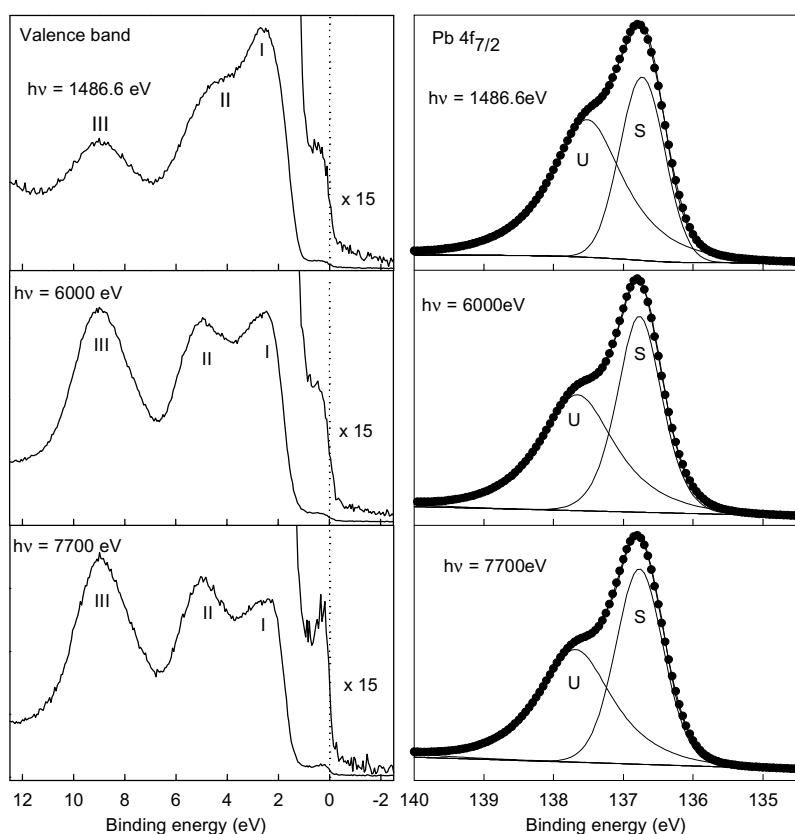 Valence band
hν = 1486.6 eV
I
II
III
x 15
hν = 6000 eV
III
II
I
x 15
hν = 7700 eV
III
II
I
x 15
12 10 8 6 4 2 0 -2
Binding energy (eV)
Pb 4f7/2
hν = 1486.6eV
S
U
hν = 6000eV
S
U
hν = 7700eV
S
U
140 139 138 137 136 135
Binding energy (eV)